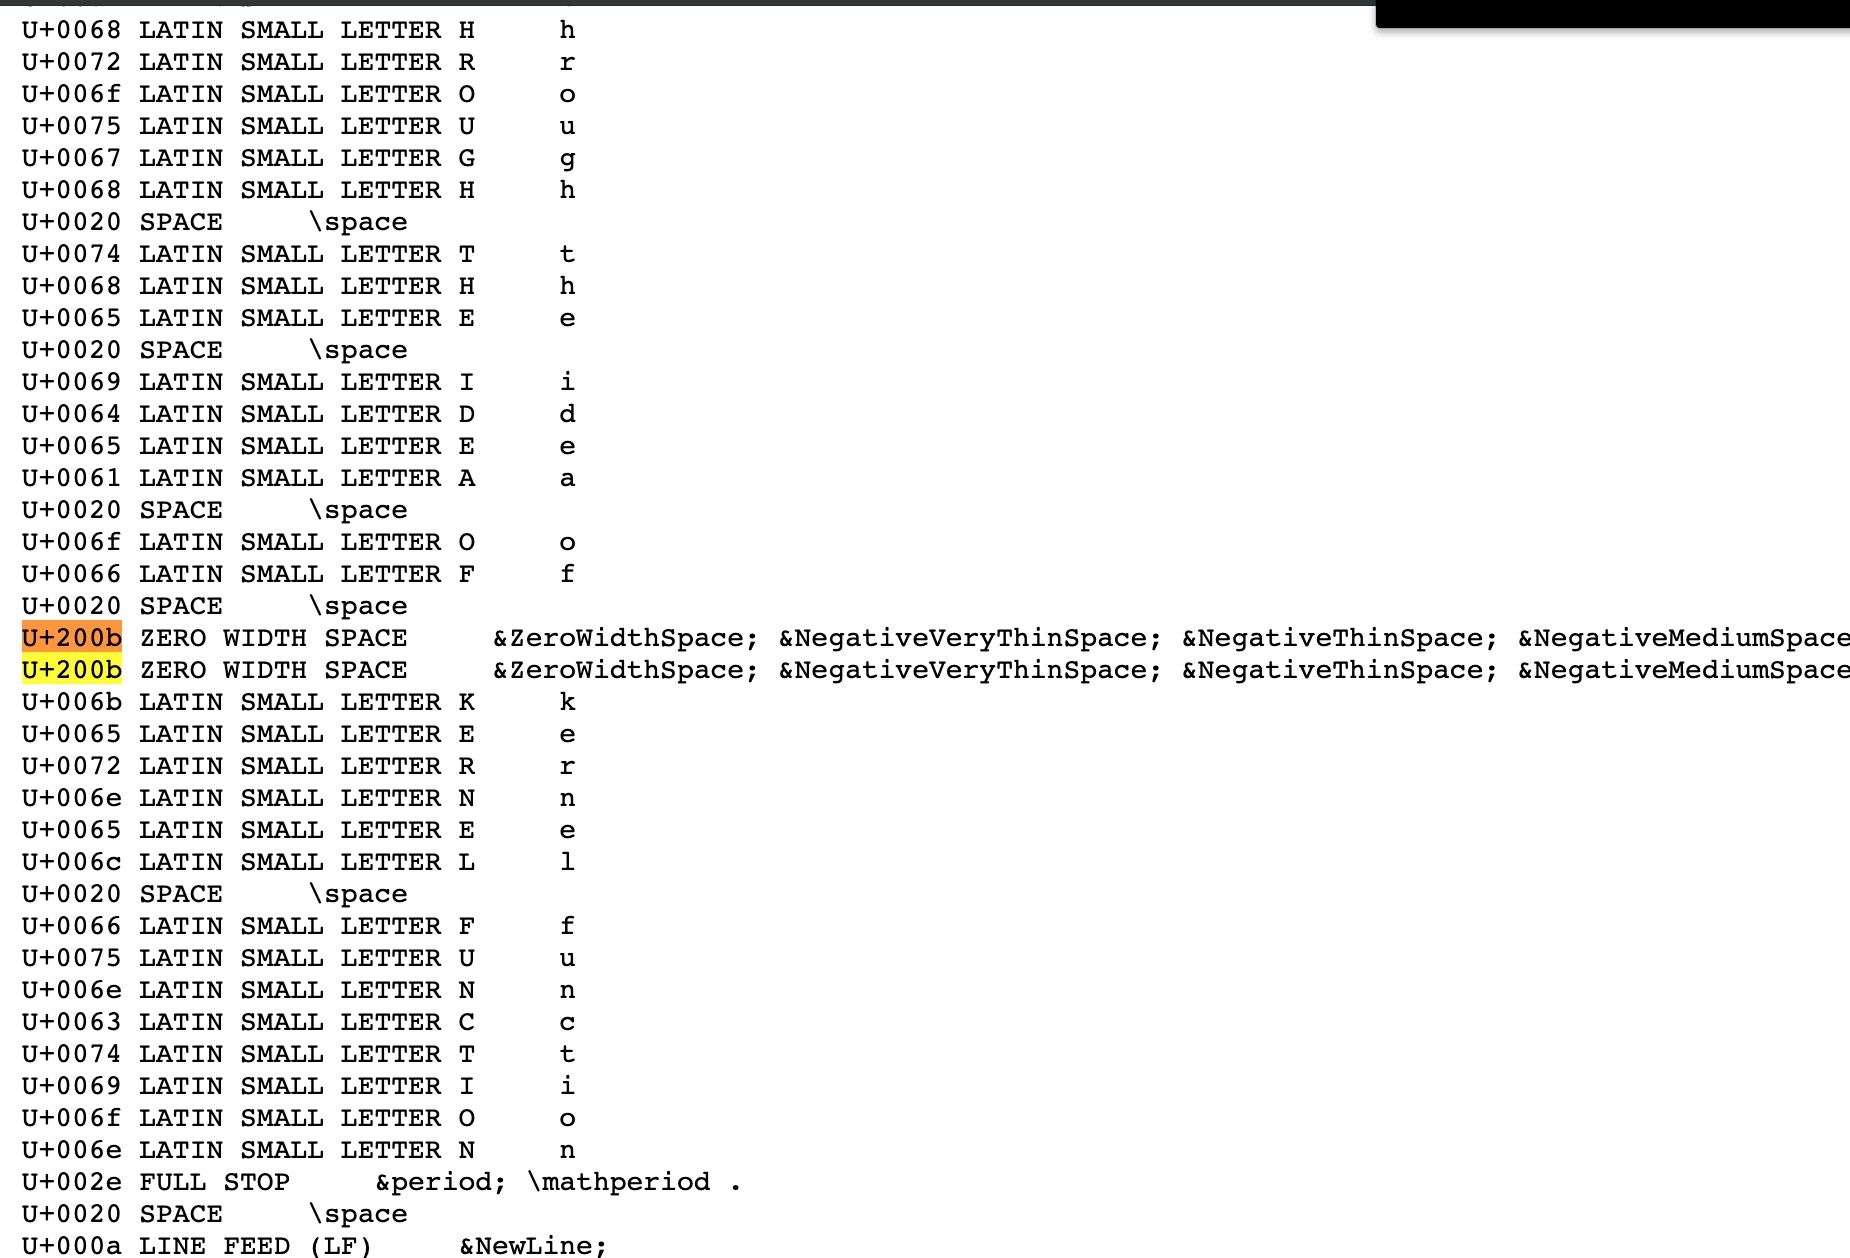 U+0068 LATIN SMALL LETTER H     h
U+0072 LATIN SMALL LETTER R     r
U+006f LATIN SMALL LETTER O     o
U+0075 LATIN SMALL LETTER U     u
U+0067 LATIN SMALL LETTER G     g
U+0068 LATIN SMALL LETTER H     h
U+0020 SPACE     \space
U+0074 LATIN SMALL LETTER T     t
U+0068 LATIN SMALL LETTER H     h
U+0065 LATIN SMALL LETTER E     e
U+0020 SPACE     \space
U+0069 LATIN SMALL LETTER I     i
U+0064 LATIN SMALL LETTER D     d
U+0065 LATIN SMALL LETTER E     e
U+0061 LATIN SMALL LETTER A     a
U+0020 SPACE     \space
U+006f LATIN SMALL LETTER O     o
U+0066 LATIN SMALL LETTER F     f
U+0020 SPACE     \space
U+200b ZERO WIDTH SPACE     &ZeroWidthSpace; &NegativeVeryThinSpace; &NegativeThinSpace; &NegativeMediumSpace
U+200b ZERO WIDTH SPACE     &ZeroWidthSpace; &NegativeVeryThinSpace; &NegativeThinSpace; &NegativeMediumSpace
U+006b LATIN SMALL LETTER K     k
U+0065 LATIN SMALL LETTER E     e
U+0072 LATIN SMALL LETTER R     r
U+006e LATIN SMALL LETTER N     n
U+0065 LATIN SMALL LETTER E     e
U+006c LATIN SMALL LETTER L     l
U+0020 SPACE     \space
U+0066 LATIN SMALL LETTER F     f
U+0075 LATIN SMALL LETTER U     u
U+006e LATIN SMALL LETTER N     n
U+0063 LATIN SMALL LETTER C     c
U+0074 LATIN SMALL LETTER T     t
U+0069 LATIN SMALL LETTER I     i
U+006f LATIN SMALL LETTER O     o
U+006e LATIN SMALL LETTER N     n
U+002e FULL STOP     &period; \mathperiod .
U+0020 SPACE     \space
U+000a LINE FEED (LF)     &NewLine;